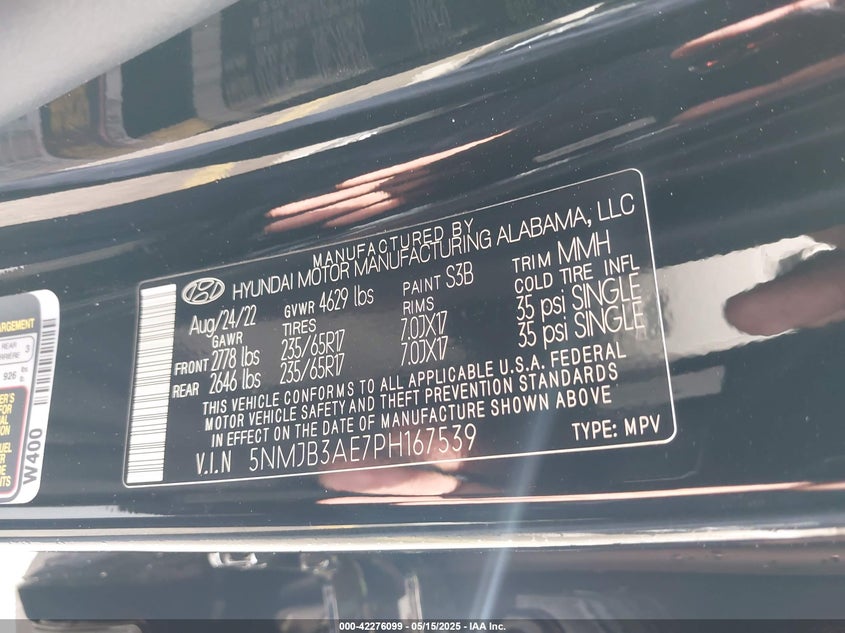 MANUFACTURED BY
HYUNDAI MOTOR MANUFACTURING ALABAMA, LLC
Aug/24/22 GVWR 4629 lbs PAINT S3B TRIM MMH
GAWR TIRES RIMS COLD TIRE INFL
FRONT 2778 lbs 235/65R17 7.0JX17 35 psi SINGLE
REAR 2646 lbs 235/65R17 7.0JX17 35 psi SINGLE
THIS VEHICLE CONFORMS TO ALL APPLICABLE U.S.A. FEDERAL
MOTOR VEHICLE SAFETY AND THEFT PREVENTION STANDARDS
IN EFFECT ON THE DATE OF MANUFACTURE SHOWN ABOVE
V.I.N 5NMJB3AE7PH167539 TYPE: MPV
ARGEMENT
REAR
3
926
W400
000-42276099 — 05/15/2025 — IAA Inc.